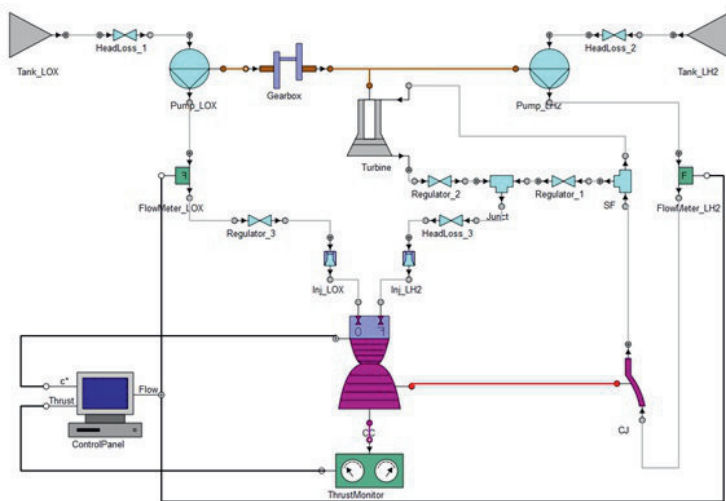 Tank_LOX
HeadLoss_1
HeadLoss_2
Tank_LH2
Pump_LOX
Gearbox
Pump_LH2
Turbine
Regulator_2
Junct
Regulator_1
SF
FlowMeter_LOX
F
FlowMeter_LH2
Regulator_3
HeadLoss_3
Inj_LOX
Inj_LH2
O
c*
Thrust
Flow
ControlPanel
CC
CJ
ThrustMonitor